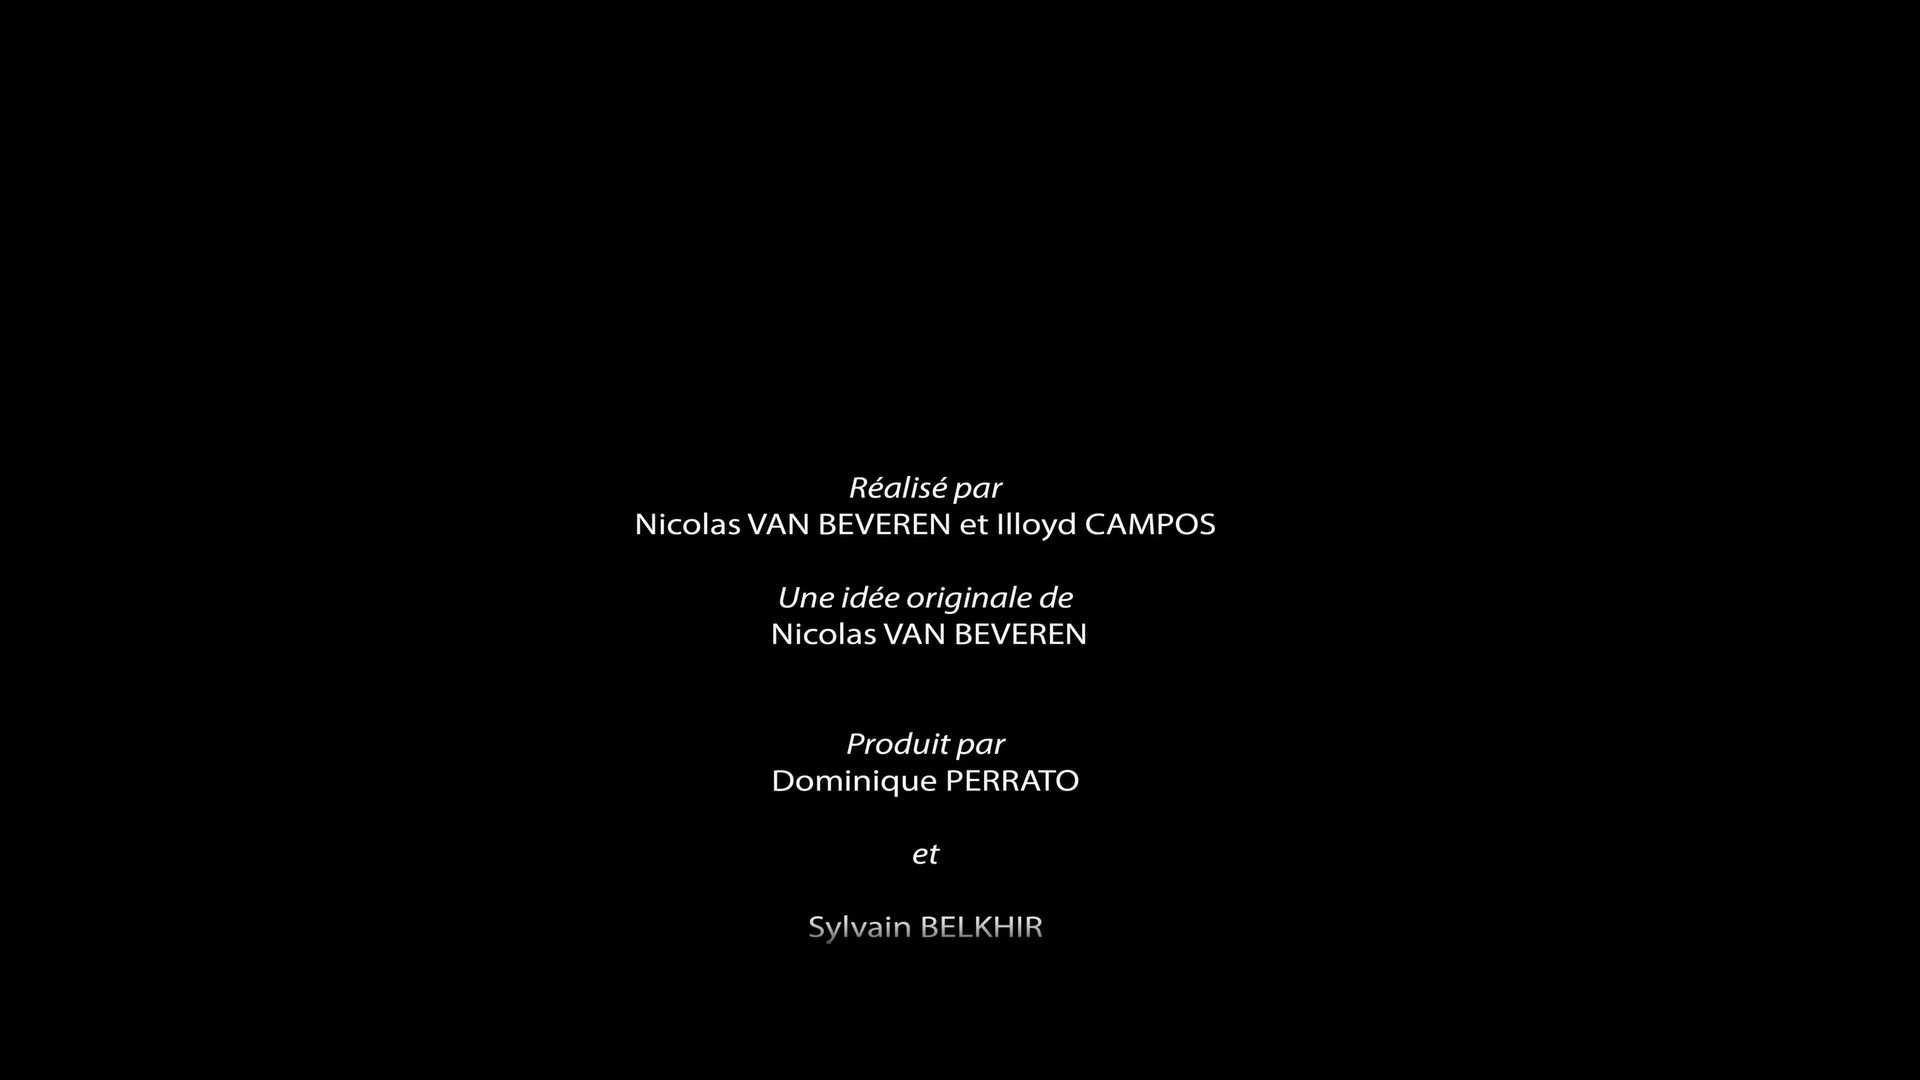 Réalisé par
Nicolas VAN BEVEREN et Illoyd CAMPOS
Une idée originale de
Nicolas VAN BEVEREN
Produit par
Dominique PERRATO
et
Sylvain BELKHIR